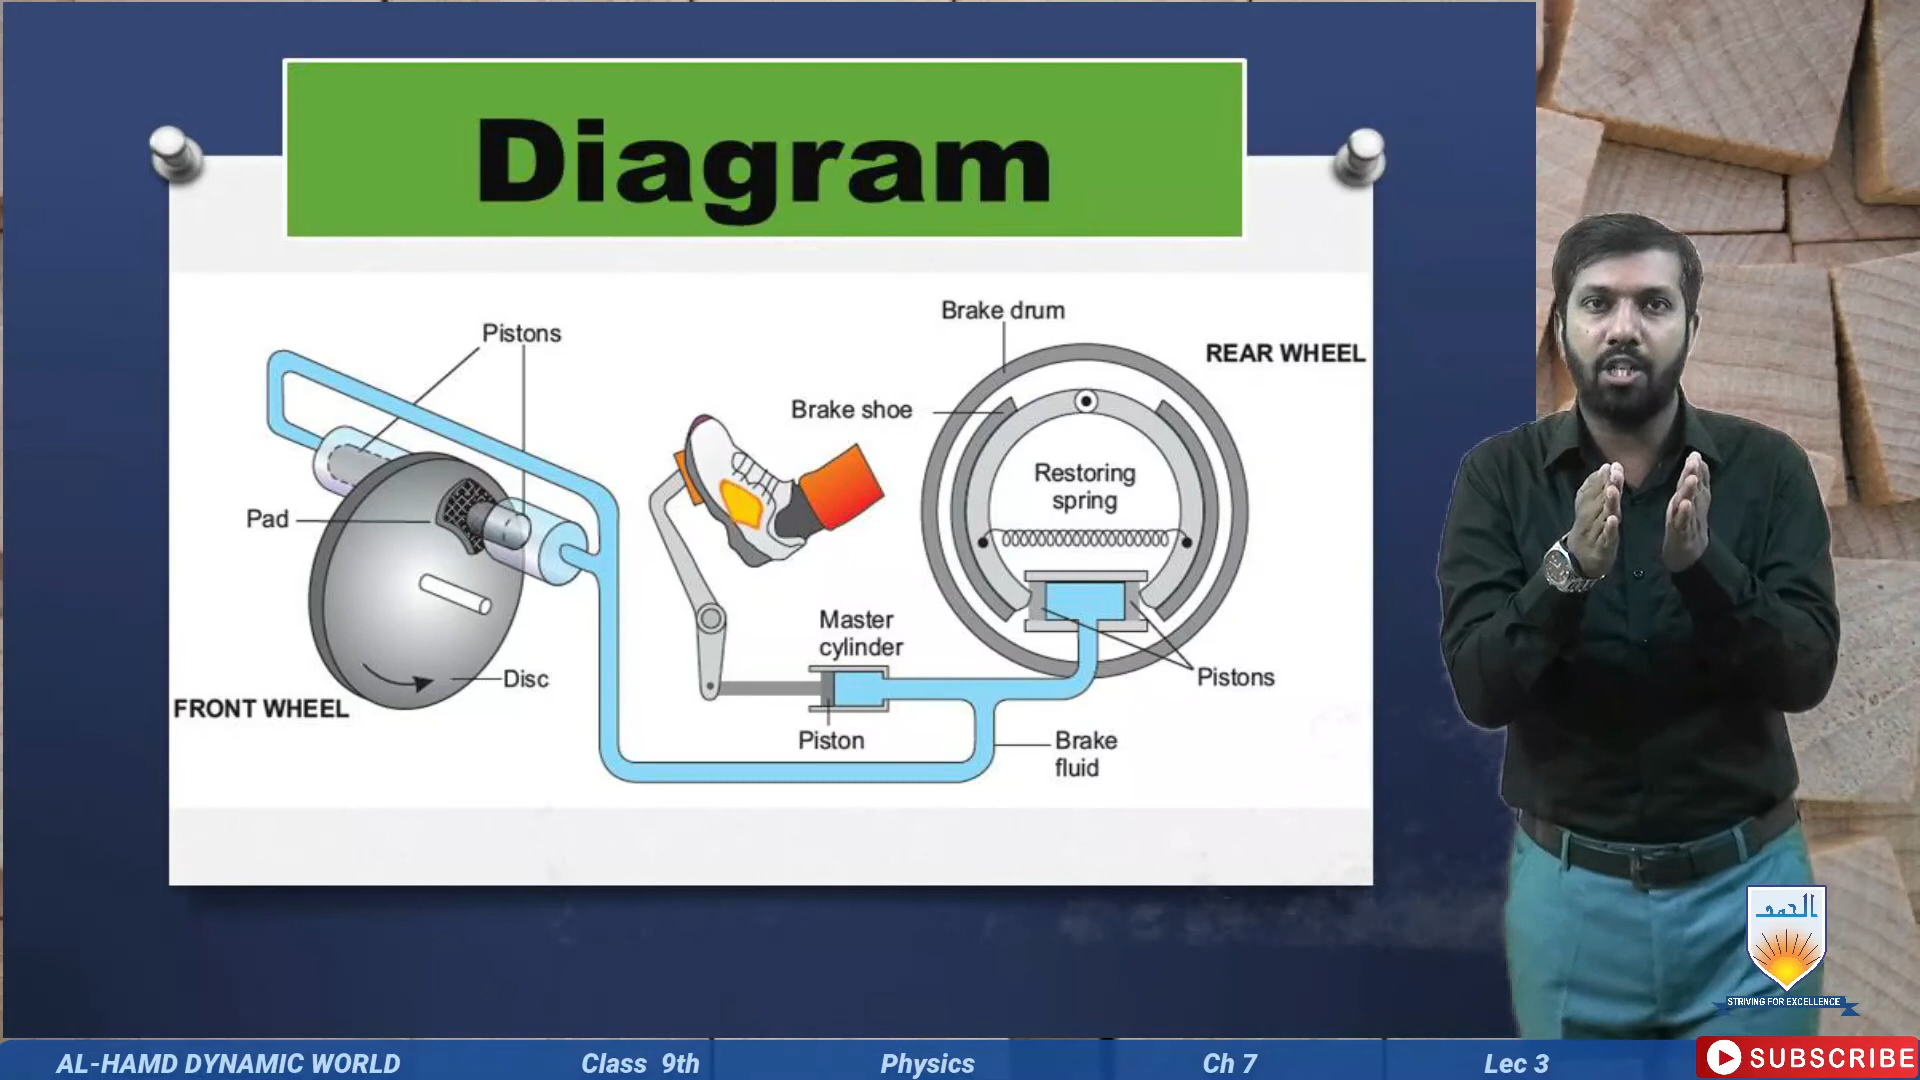 Diagram
Pistons
Brake drum
REAR WHEEL
Brake shoe
Restoring
spring
Pad
Master
cylinder
Disc
Pistons
FRONT WHEEL
Piston
Brake
fluid
الحمد
STRIVING FOR EXCELLENCE
AL-HAMD DYNAMIC WORLD Class 9th Physics Ch 7 Lec 3
SUBSCRIBE